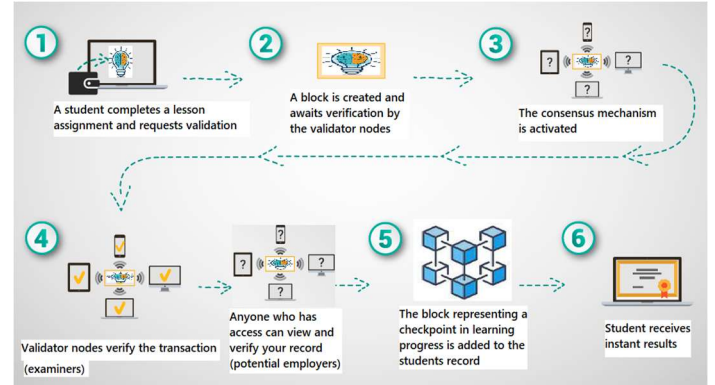 1
A student completes a lesson
assignment and requests validation
2
A block is created and
awaits verification by
the validator nodes
3
?
?
?
?
The consensus mechanism
is activated
4
Validator nodes verify the transaction
(examiners)
?
?
?
?
Anyone who has
access can view and
verify your record
(potential employers)
5
The block representing a
checkpoint in learning
progress is added to the
students record
6
Student receives
instant results